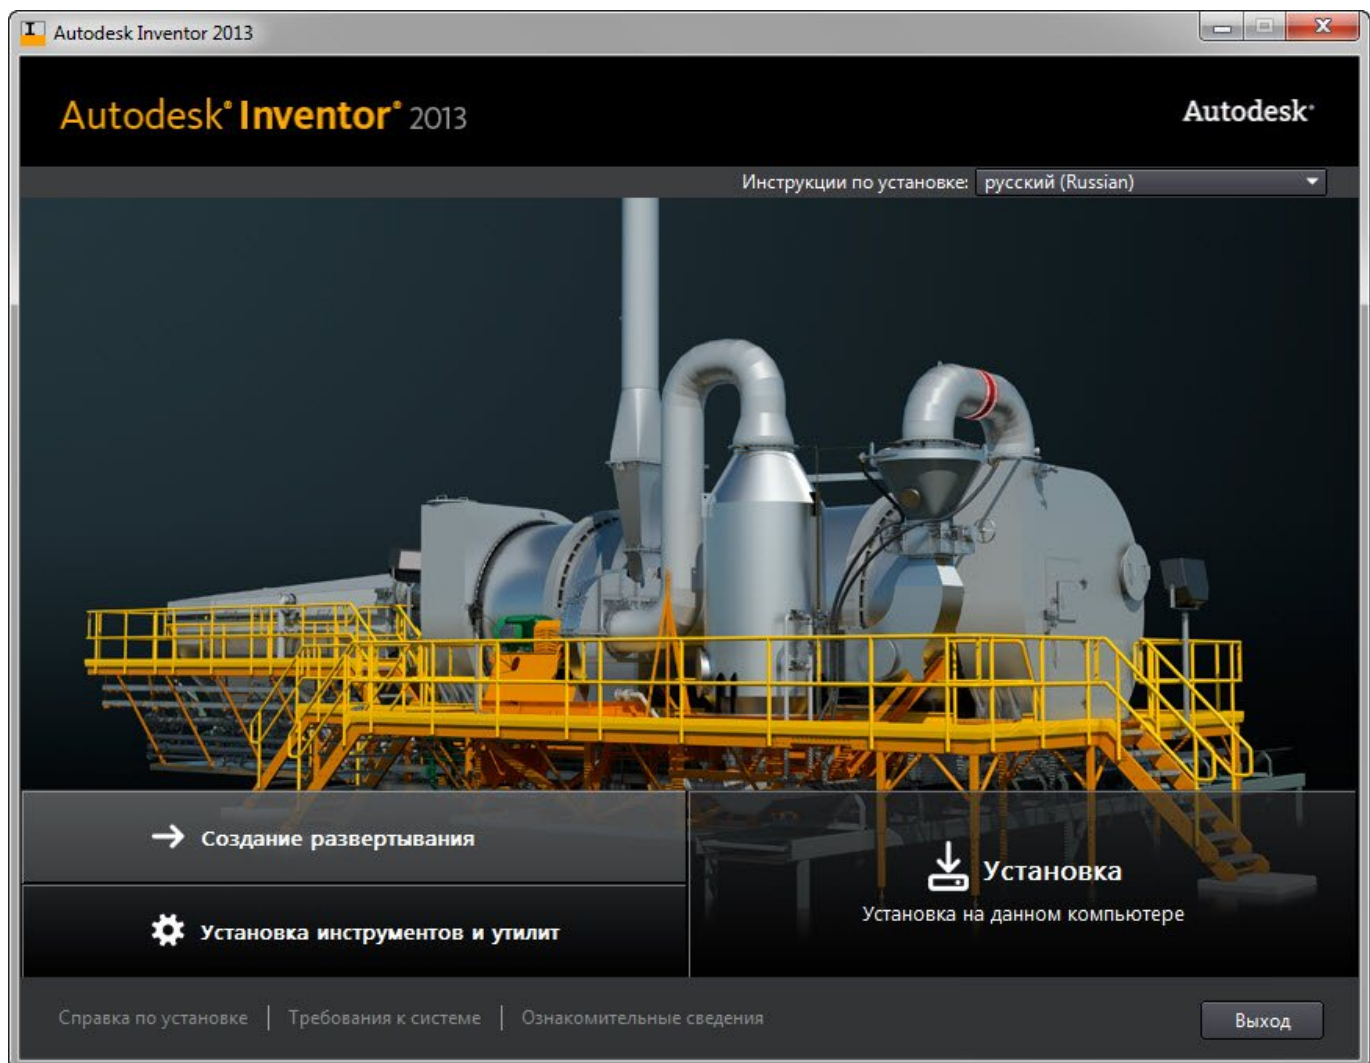 Autodesk Inventor 2013
Autodesk® Inventor® 2013
Autodesk®
Инструкции по установке: русский (Russian)
Создание развертывания
Установка инструментов и утилит
Установка
Установка на данном компьютере
Справка по установке | Требования к системе | Ознакомительные сведения
Выход